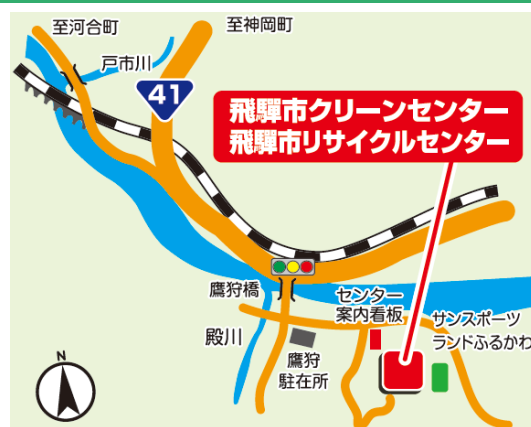 至河合町
至神岡町
戸市川
41
飛騨市クリーンセンター
飛騨市リサイクルセンター
鷹狩橋
センター
案内看板
サンスポーツ
ランドふるかわ
殿川
鷹狩
駐在所
N